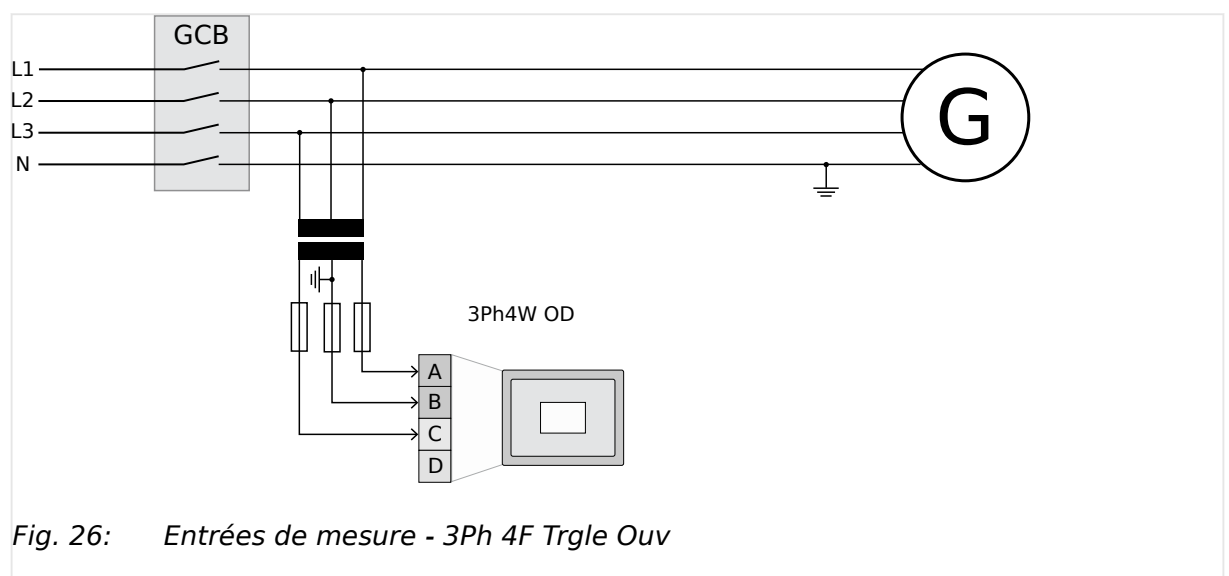 GCB
L1
L2
L3
N
G
3Ph4W OD
A
B
C
D
Fig. 26: Entrées de mesure - 3Ph 4F Trgle Ouv